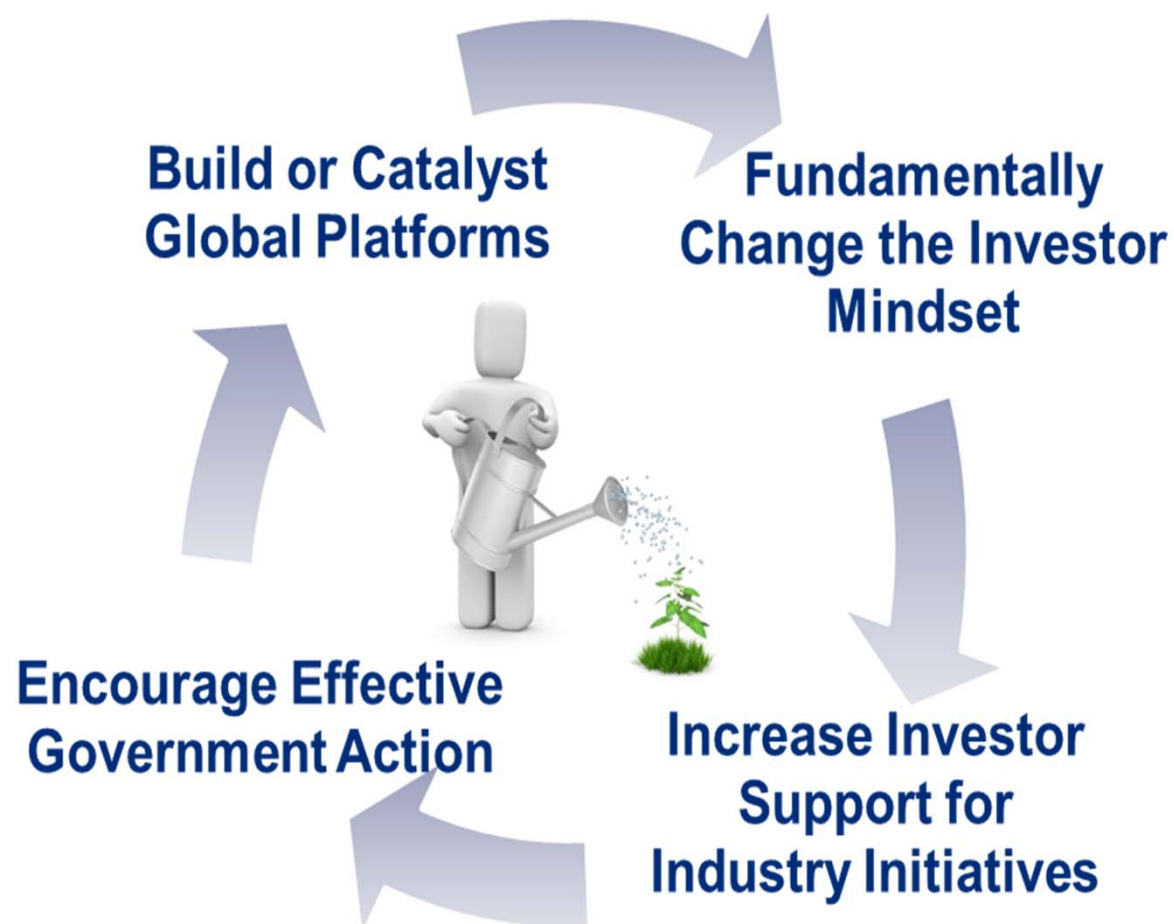 Build or Catalyst
Global Platforms
Fundamentally
Change the Investor
Mindset
Increase Investor
Support for
Industry Initiatives
Encourage Effective
Government Action